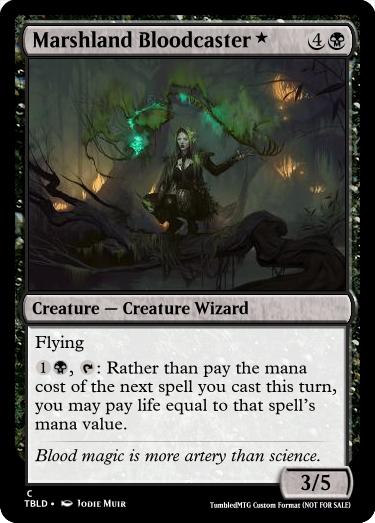 Marshland Bloodcaster ★ 4
Creature — Creature Wizard
Flying
1, : Rather than pay the mana
cost of the next spell you cast this turn,
you may pay life equal to that spell's
mana value.
Blood magic is more artery than science.
3/5
C
TBLD • Jodie Muir
TumbledMTG Custom Format (NOT FOR SALE)